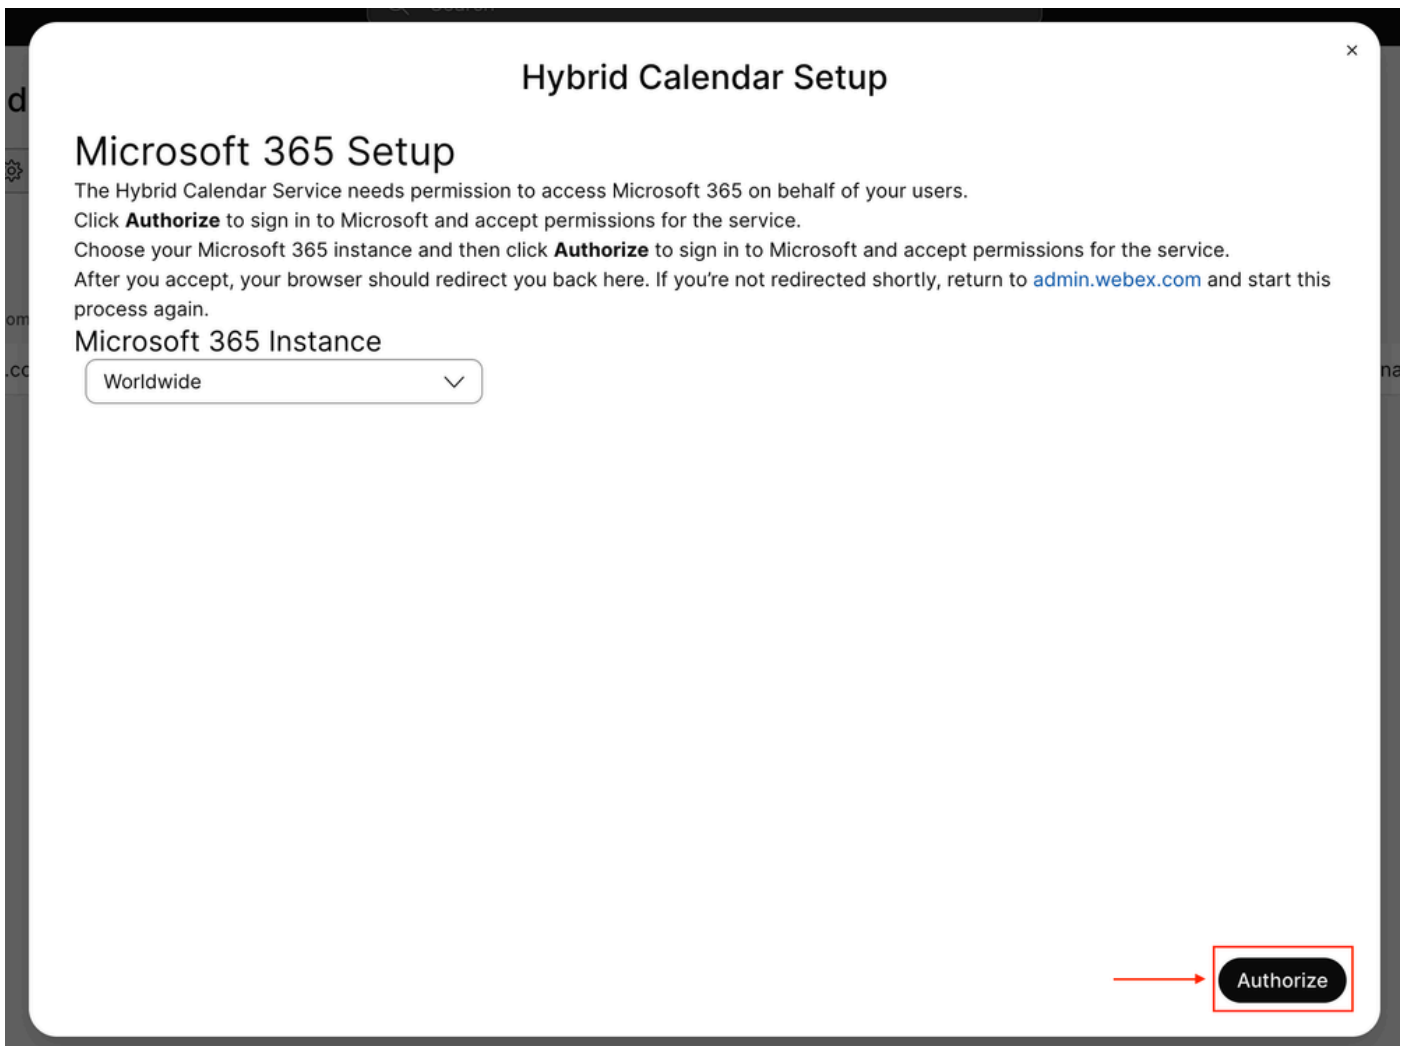 Search
Hybrid Calendar Setup
×
d
Microsoft 365 Setup
The Hybrid Calendar Service needs permission to access Microsoft 365 on behalf of your users.
Click Authorize to sign in to Microsoft and accept permissions for the service.
Choose your Microsoft 365 instance and then click Authorize to sign in to Microsoft and accept permissions for the service.
After you accept, your browser should redirect you back here. If you’re not redirected shortly, return to admin.webex.com and start this
process again.
om
Microsoft 365 Instance
.co
Worldwide
na
Authorize